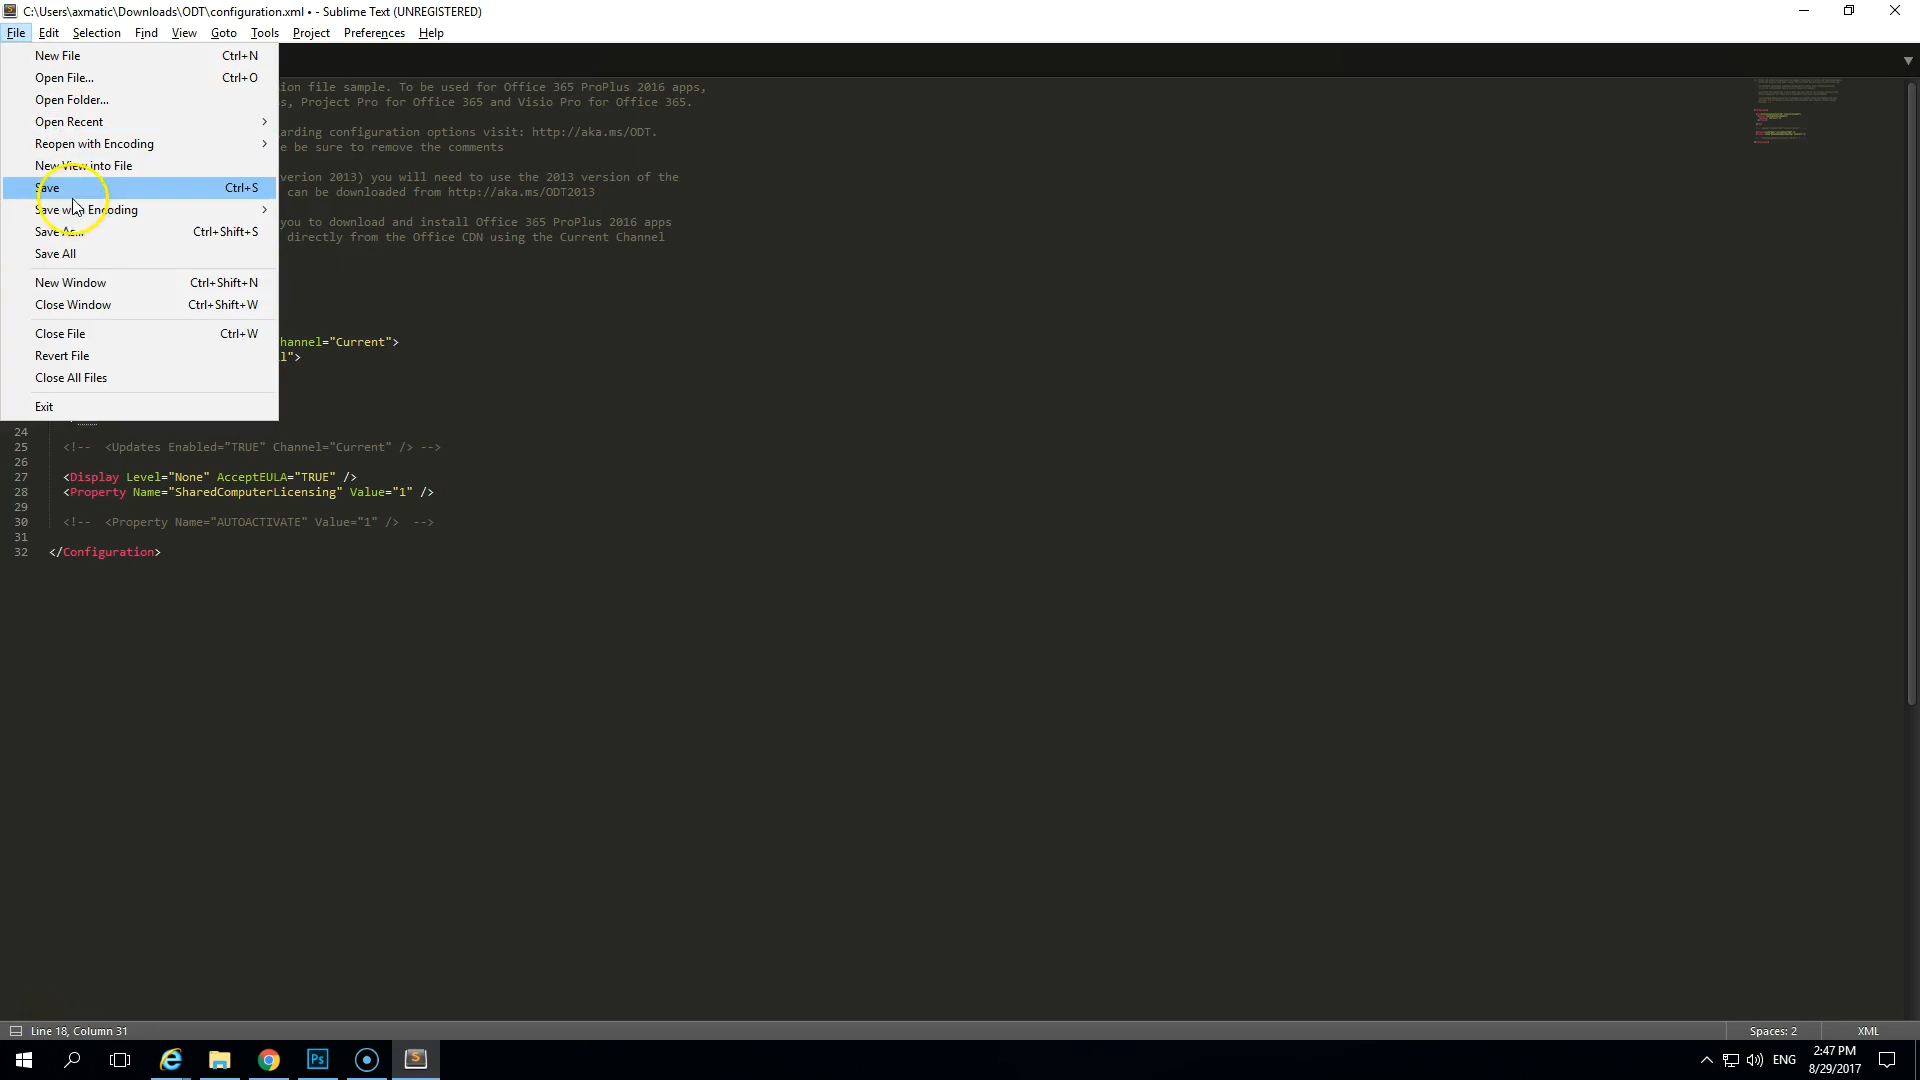 C:\Users\axmatic\Downloads\ODT\configuration.xml • - Sublime Text (UNREGISTERED)
File Edit Selection Find View Goto Tools Project Preferences Help
New File Ctrl+N
Open File... Ctrl+O
Open Folder...
Open Recent
Reopen with Encoding
New View into File
Save Ctrl+S
Save with Encoding
Save As... Ctrl+Shift+S
Save All
New Window Ctrl+Shift+N
Close Window Ctrl+Shift+W
Close File Ctrl+W
Revert File
Close All Files
Exit
ion file sample. To be used for Office 365 ProPlus 2016 apps,
s, Project Pro for Office 365 and Visio Pro for Office 365.
arding configuration options visit: http://aka.ms/ODT.
e be sure to remove the comments
verion 2013) you will need to use the 2013 version of the
can be downloaded from http://aka.ms/ODT2013
you to download and install Office 365 ProPlus 2016 apps
directly from the Office CDN using the Current Channel
hannel="Current">
l">
24
25 <!-- <Updates Enabled="TRUE" Channel="Current" /> -->
26
27 <Display Level="None" AcceptEULA="TRUE" />
28 <Property Name="SharedComputerLicensing" Value="1" />
29
30 <!-- <Property Name="AUTOACTIVATE" Value="1" /> -->
31
32 </Configuration>
Line 18, Column 31 Spaces: 2 XML
Ps ENG 2:47 PM
8/29/2017